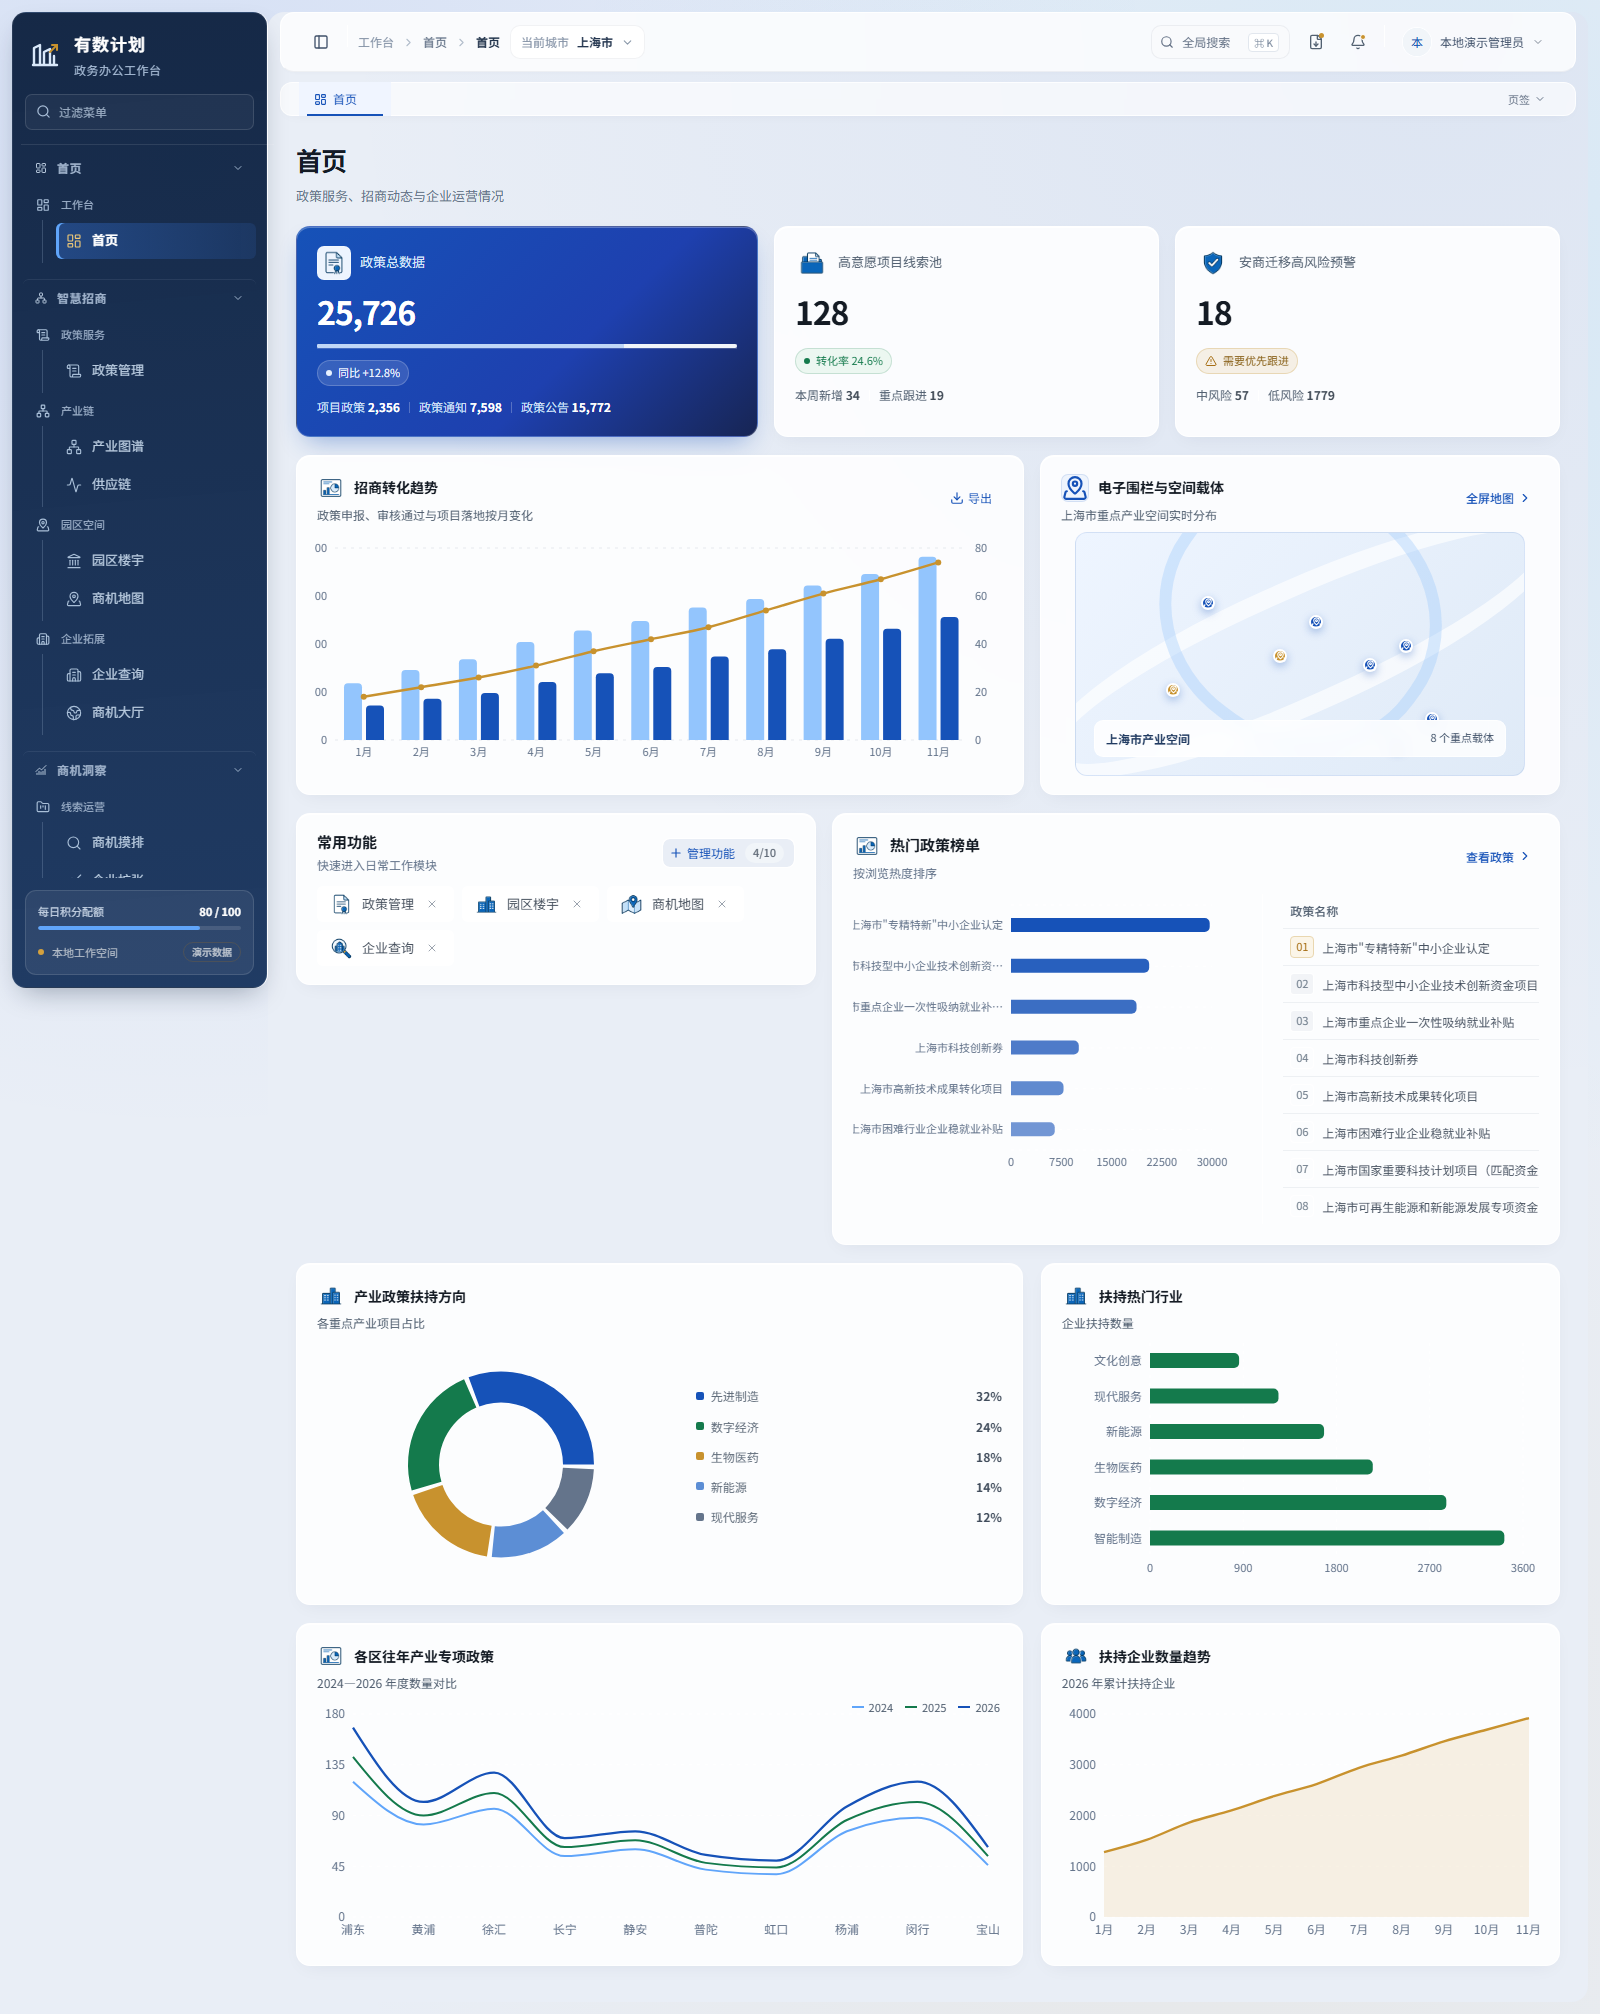 有数计划
政务办公工作台
过滤菜单
首页
工作台
首页
智慧招商
政策服务
政策管理
产业链
产业图谱
供应链
园区空间
园区楼宇
商机地图
企业拓展
企业查询
商机大厅
商机洞察
线索运营
商机摸排
每日积分配额 80 / 100
本地工作空间 演示数据
工作台 首页 首页 当前城市 上海市
全局搜索 ⌘K 本 本地演示管理员
首页 页签
首页
政策服务、招商动态与企业运营情况
政策总数据
25,726
同比 +12.8%
项目政策 2,356 政策通知 7,598 政策公告 15,772
高意愿项目线索池
128
转化率 24.6%
本周新增 34 重点跟进 19
安商迁移高风险预警
18
需要优先跟进
中风险 57 低风险 1779
招商转化趋势
政策申报、审核通过与项目落地按月变化
导出
00 80
00 60
00 40
00 20
0 0
1月 2月 3月 4月 5月 6月 7月 8月 9月 10月 11月
电子围栏与空间载体
上海市重点产业空间实时分布
全屏地图
上海市产业空间 8 个重点载体
常用功能
快速进入日常工作模块
管理功能 4/10
政策管理 园区楼宇 商机地图
企业查询
热门政策榜单
按浏览热度排序
查看政策
上海市"专精特新"中小企业认定
市科技型中小企业技术创新资…
市重点企业一次性吸纳就业补…
上海市科技创新券
上海市高新技术成果转化项目
上海市困难行业企业稳就业补贴
0 7500 15000 22500 30000
政策名称
01 上海市"专精特新"中小企业认定
02 上海市科技型中小企业技术创新资金项目
03 上海市重点企业一次性吸纳就业补贴
04 上海市科技创新券
05 上海市高新技术成果转化项目
06 上海市困难行业企业稳就业补贴
07 上海市国家重要科技计划项目（匹配资金
08 上海市可再生能源和新能源发展专项资金
产业政策扶持方向
各重点产业项目占比
先进制造 32%
数字经济 24%
生物医药 18%
新能源 14%
现代服务 12%
扶持热门行业
企业扶持数量
文化创意
现代服务
新能源
生物医药
数字经济
智能制造
0 900 1800 2700 3600
各区往年产业专项政策
2024—2026 年度数量对比
2024 2025 2026
180
135
90
45
0
浦东 黄浦 徐汇 长宁 静安 普陀 虹口 杨浦 闵行 宝山
扶持企业数量趋势
2026 年累计扶持企业
4000
3000
2000
1000
0
1月 2月 3月 4月 5月 6月 7月 8月 9月 10月 11月